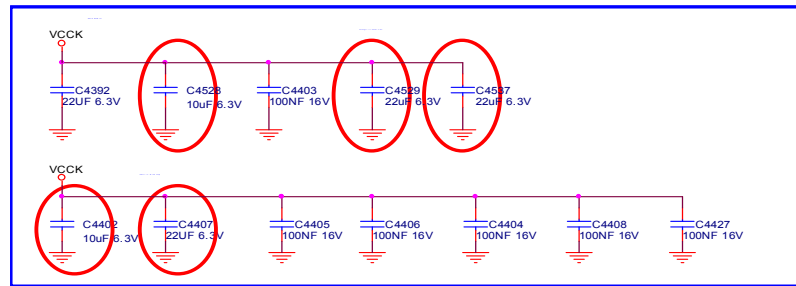 VCCK
C4392 C4528 C4403 C4529 C4537
22UF 6.3V 10uF 6.3V 100NF 16V 22uF 6.3V 22uF 6.3V
VCCK
C4402 C4407 C4405 C4406 C4404 C4408 C4427
10uF 6.3V 22UF 6.3V 100NF 16V 100NF 16V 100NF 16V 100NF 16V 100NF 16V